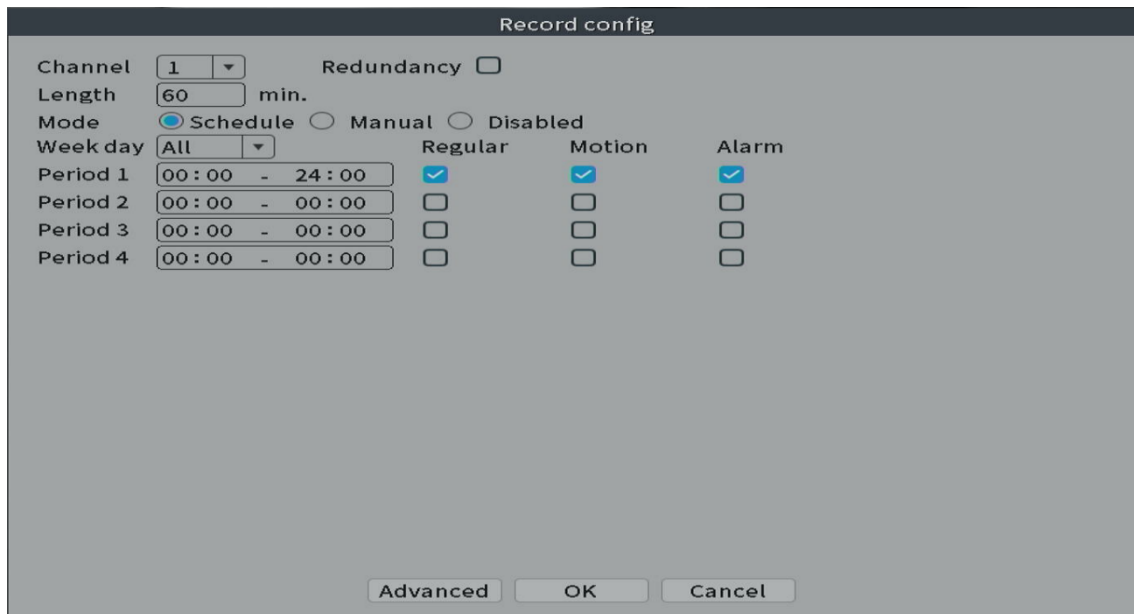 Record config
Channel 1 Redundancy
Length 60 min.
Mode Schedule Manual Disabled
Week day All Regular Motion Alarm
Period 1 00:00 - 24:00
Period 2 00:00 - 00:00
Period 3 00:00 - 00:00
Period 4 00:00 - 00:00
Advanced OK Cancel